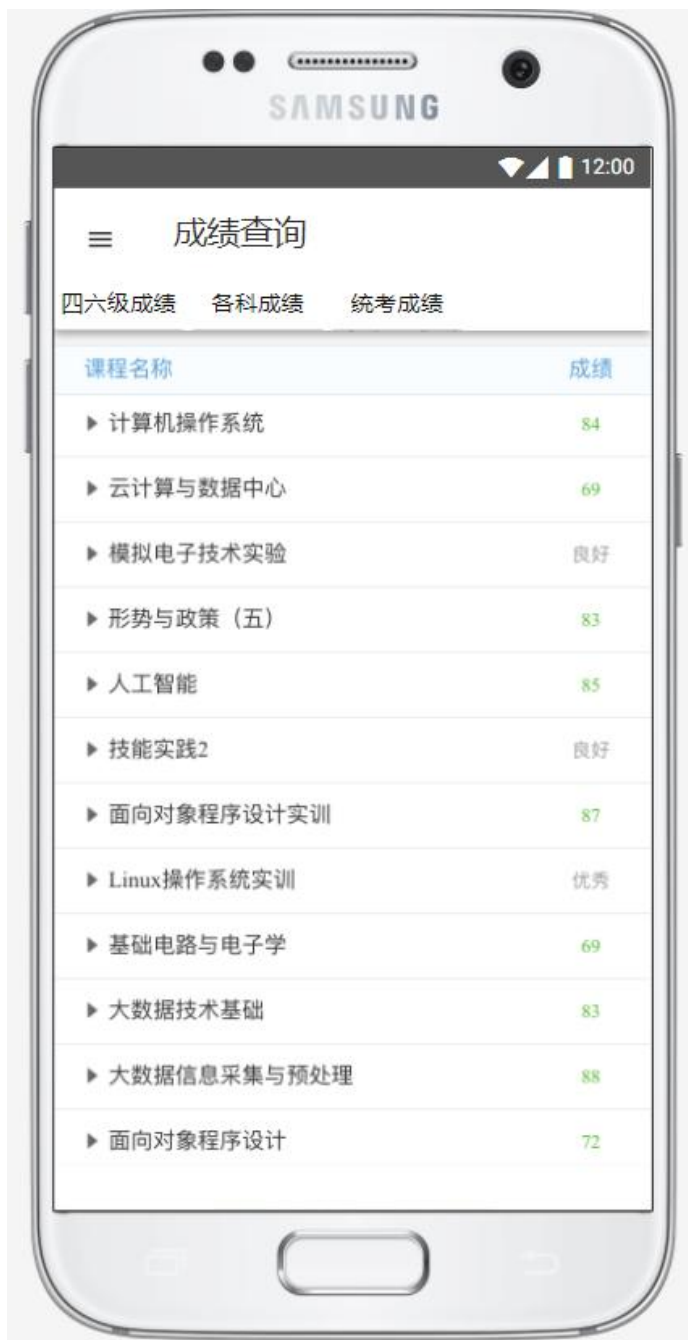 SAMSUNG
12:00
成绩查询
四六级成绩 各科成绩 统考成绩
课程名称 成绩
计算机操作系统 84
云计算与数据中心 69
模拟电子技术实验 良好
形势与政策（五） 83
人工智能 85
技能实践2 良好
面向对象程序设计实训 87
Linux操作系统实训 优秀
基础电路与电子学 69
大数据技术基础 83
大数据信息采集与预处理 88
面向对象程序设计 72